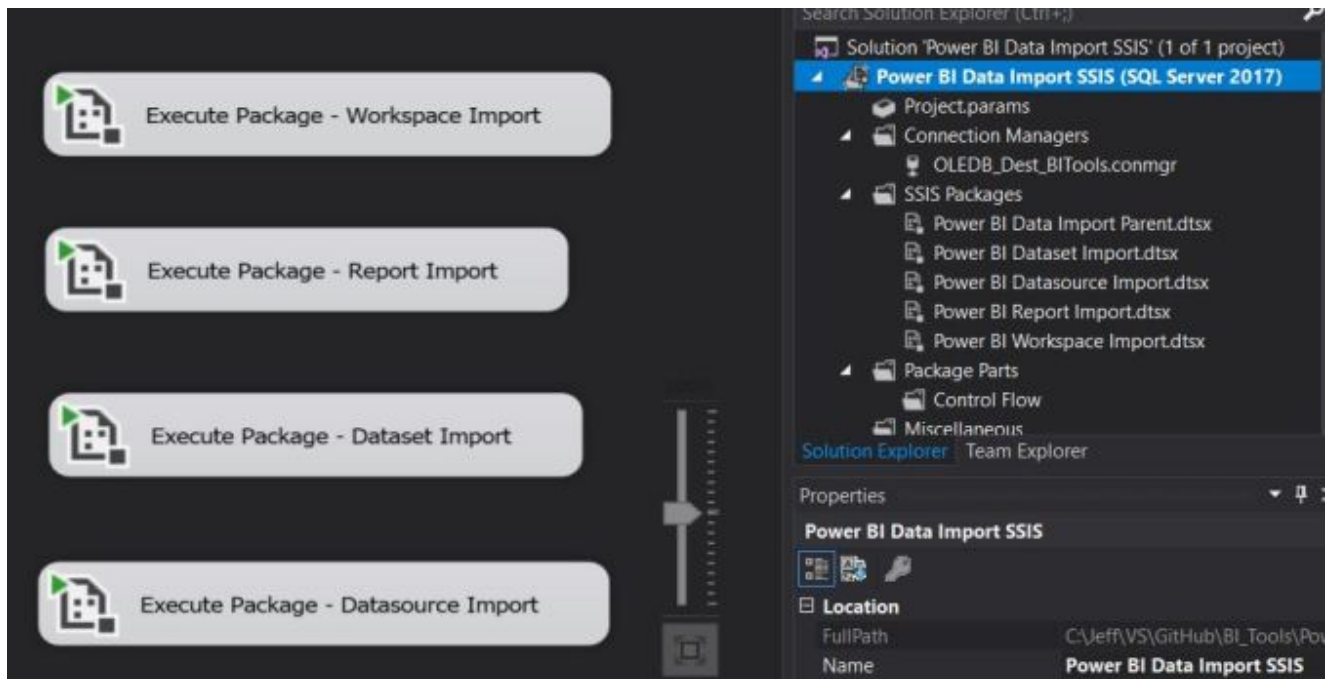 Execute Package - Workspace Import
Execute Package - Report Import
Execute Package - Dataset Import
Execute Package - Datasource Import
Search Solution Explorer (Ctrl+;)
Solution 'Power BI Data Import SSIS' (1 of 1 project)
Power BI Data Import SSIS (SQL Server 2017)
Project.params
Connection Managers
OLEDB_Dest_BITools.conmgr
SSIS Packages
Power BI Data Import Parent.dtsx
Power BI Dataset Import.dtsx
Power BI Datasource Import.dtsx
Power BI Report Import.dtsx
Power BI Workspace Import.dtsx
Package Parts
Control Flow
Miscellaneous
Solution Explorer Team Explorer
Properties
Power BI Data Import SSIS
Location
FullPath C:\Jeff\VS\GitHub\BI_Tools\Pov
Name Power BI Data Import SSIS